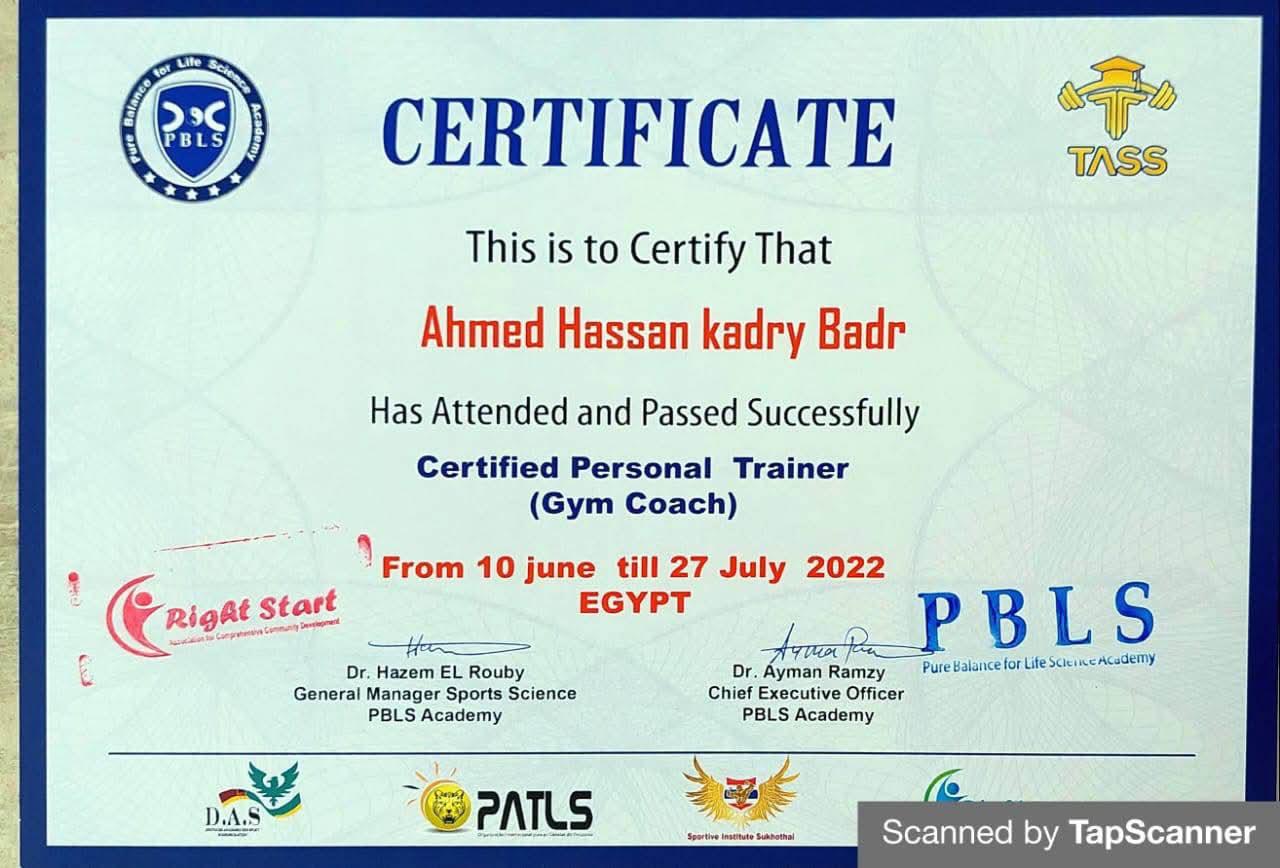 Pure Balance for Life Science Academy
PBLS
TASS
CERTIFICATE
This is to Certify That
Ahmed Hassan kadry Badr
Has Attended and Passed Successfully
Certified Personal Trainer
(Gym Coach)
From 10 june till 27 July 2022
EGYPT
Right Start
Association for Comprehensive Community Development
PBLS
Pure Balance for Life Science Academy
Dr. Hazem EL Rouby
General Manager Sports Science
PBLS Academy
Dr. Ayman Ramzy
Chief Executive Officer
PBLS Academy
D.A.S
PATLS
Sportive Institute Sukhothai
Scanned by TapScanner